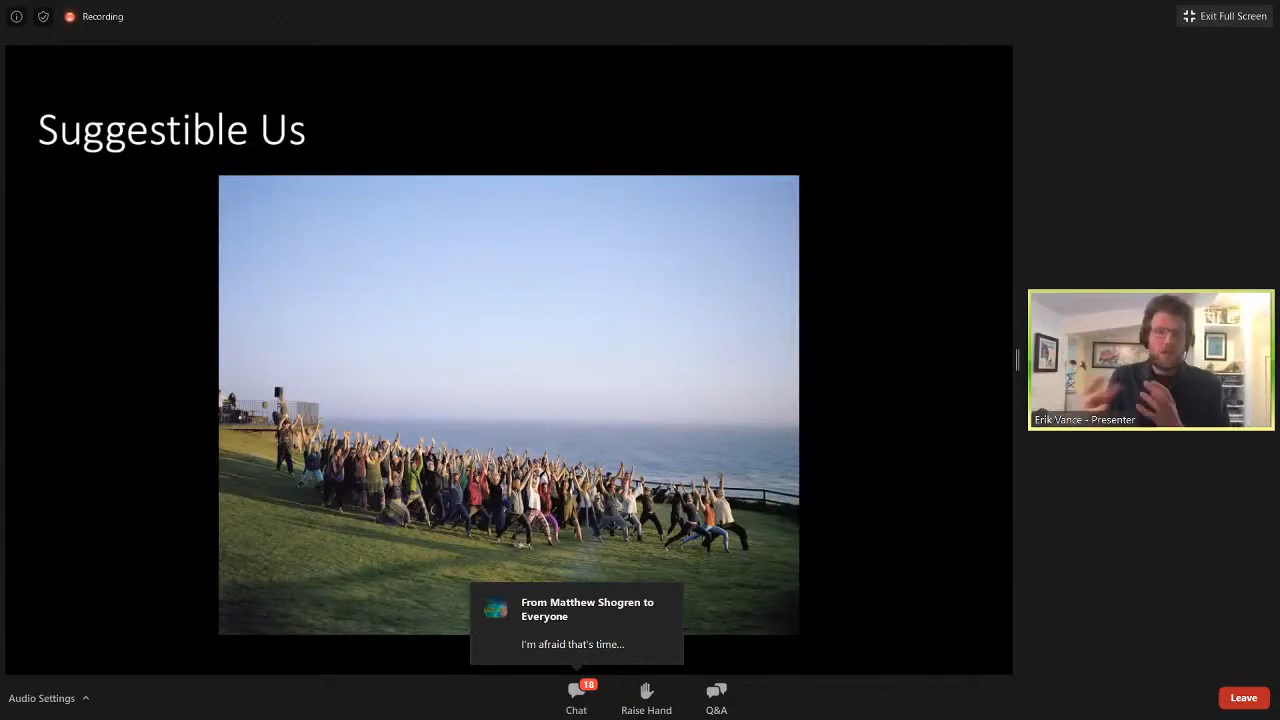 Recording
Exit Full Screen
Suggestible Us
Erik Vance - Presenter
From Matthew Shogren to
Everyone
I'm afraid that's time...
Audio Settings
18
Chat
Raise Hand
Q&A
Leave